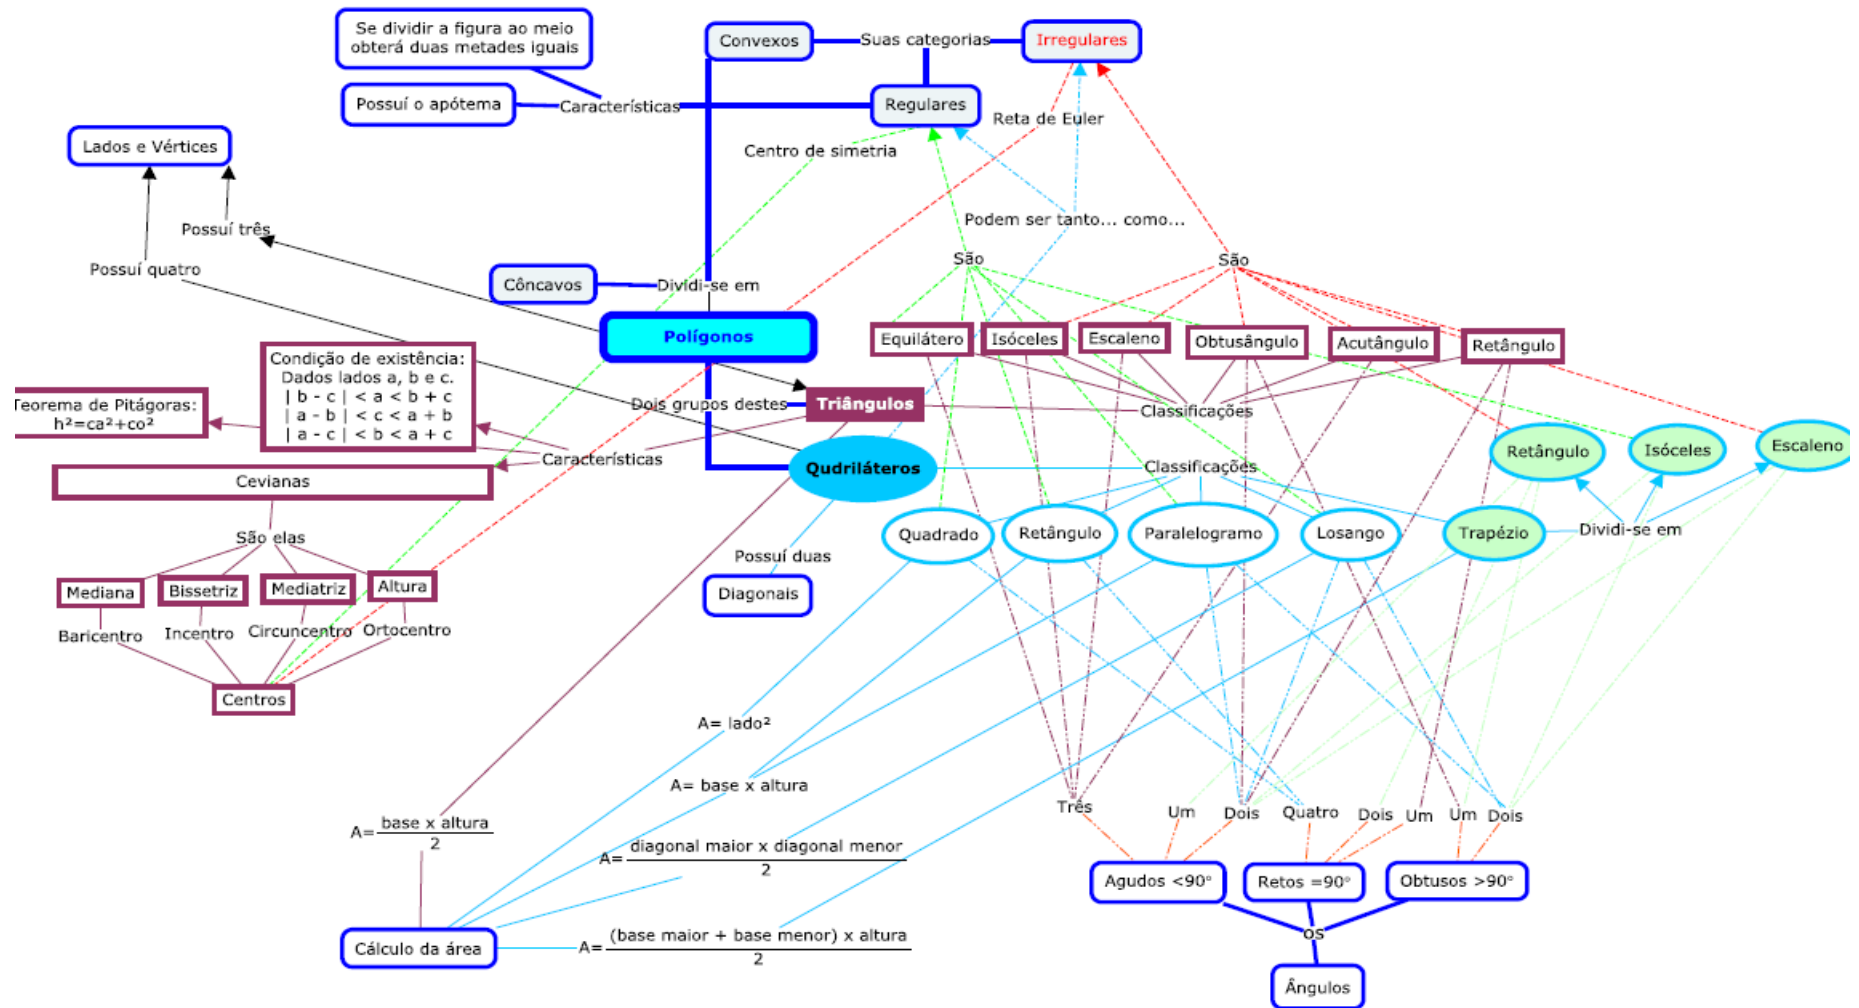 Se dividir a figura ao meio
obterá duas metades iguais
Convexos
Suas categorias
Irregulares
Possuí o apótema
Características
Regulares
Reta de Euler
Lados e Vértices
Centro de simetria
Possuí três
Podem ser tanto... como...
Possuí quatro
São
São
Côncavos
Dividi-se em
Polígonos
Equilátero
Isóceles
Escaleno
Obtusângulo
Acutângulo
Retângulo
Condição de existência:
Dados lados a, b e c.
| b - c | < a < b + c
| a - b | < c < a + b
| a - c | < b < a + c
Teorema de Pitágoras:
h²=ca²+co²
Dois grupos destes
Triângulos
Classificações
Características
Qudriláteros
Classificações
Retângulo
Isóceles
Escaleno
Cevianas
São elas
Quadrado
Retângulo
Paralelogramo
Losango
Trapézio
Dividi-se em
Possuí duas
Diagonais
Mediana
Bissetriz
Mediatriz
Altura
Baricentro
Incentro
Circuncentro
Ortocentro
Centros
A= lado²
A= base x altura
A= base x altura
2
Três
Um
Dois
Quatro
Dois
Um
Um
Dois
A= diagonal maior x diagonal menor
2
Agudos <90°
Retos =90°
Obtusos >90°
Cálculo da área
A= (base maior + base menor) x altura
2
os
Ângulos